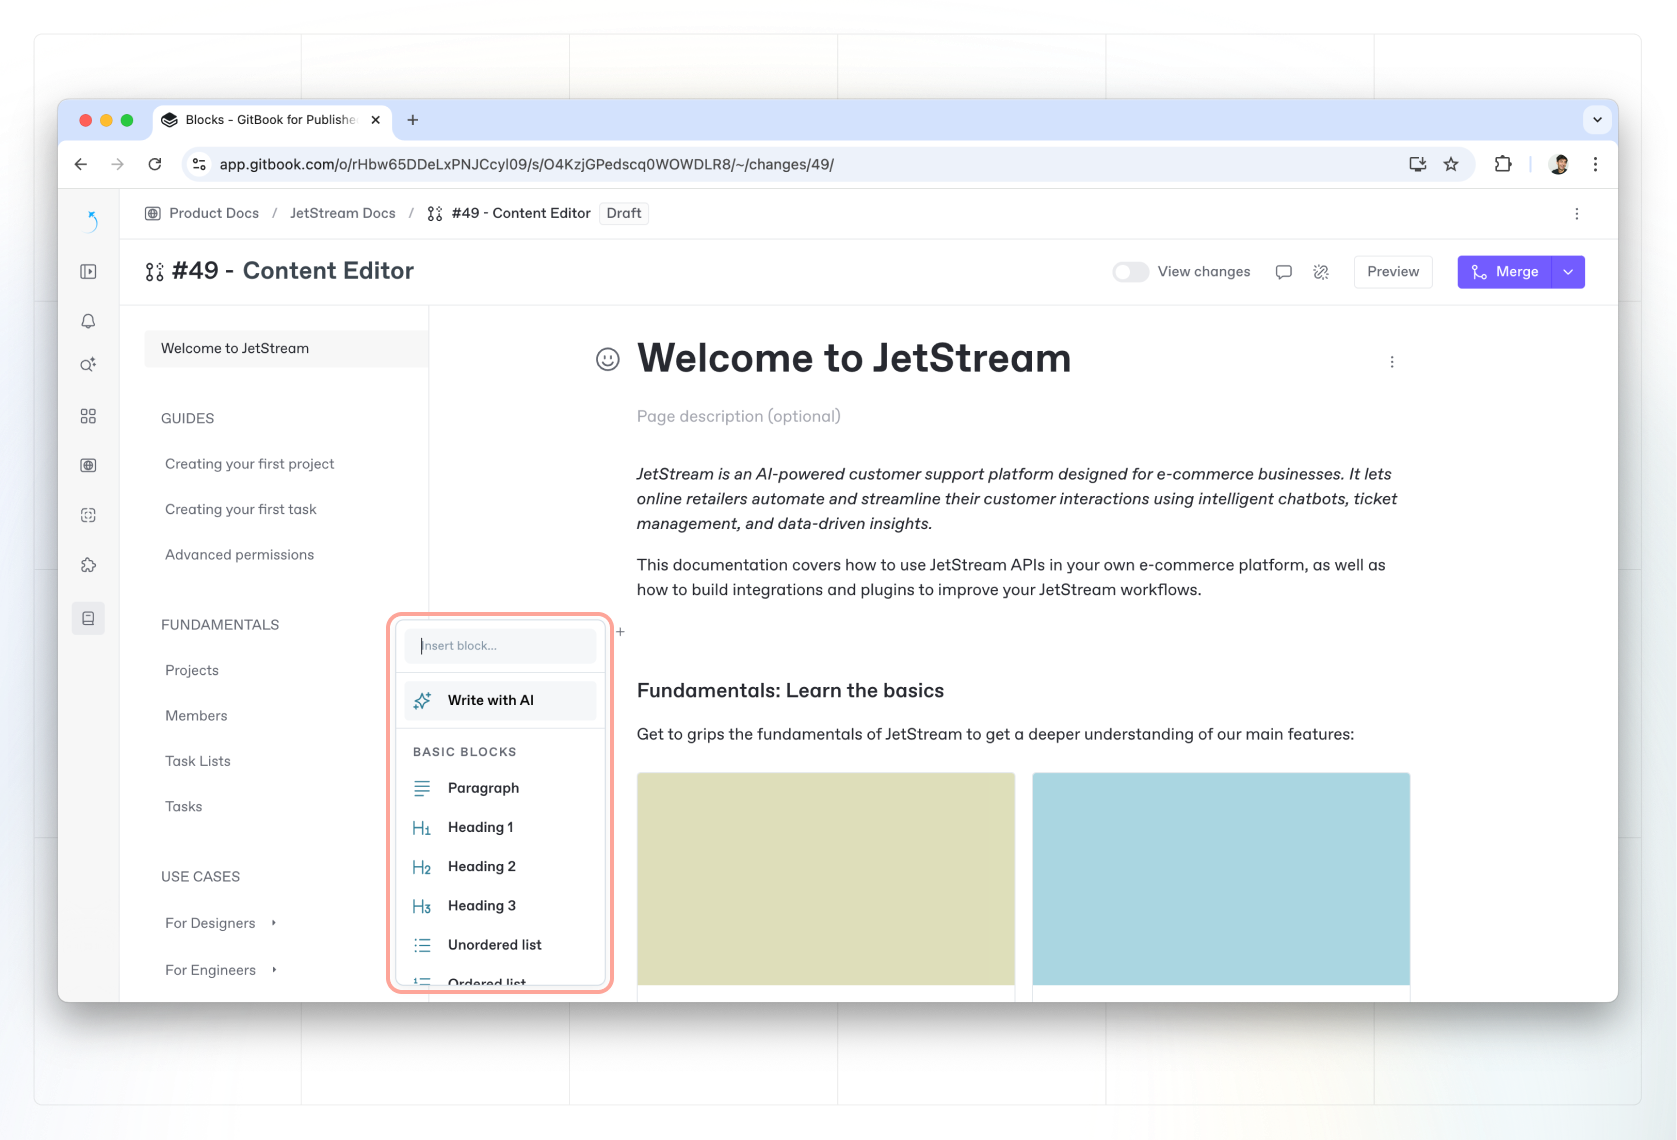 Blocks - GitBook for Publishe
app.gitbook.com/o/rHbw65DDeLxPNJCcyl09/s/O4KzjGPedscq0WOWDLR8/~/changes/49/
Product Docs / JetStream Docs / #49 - Content Editor Draft
#49 - Content Editor
View changes
Preview
Merge
Welcome to JetStream
GUIDES
Creating your first project
Creating your first task
Advanced permissions
FUNDAMENTALS
Projects
Members
Task Lists
Tasks
USE CASES
For Designers
For Engineers
Insert block...
Write with AI
BASIC BLOCKS
Paragraph
H1 Heading 1
H2 Heading 2
H3 Heading 3
Unordered list
Ordered list
Welcome to JetStream
Page description (optional)
JetStream is an AI-powered customer support platform designed for e-commerce businesses. It lets
online retailers automate and streamline their customer interactions using intelligent chatbots, ticket
management, and data-driven insights.
This documentation covers how to use JetStream APIs in your own e-commerce platform, as well as
how to build integrations and plugins to improve your JetStream workflows.
Fundamentals: Learn the basics
Get to grips the fundamentals of JetStream to get a deeper understanding of our main features: